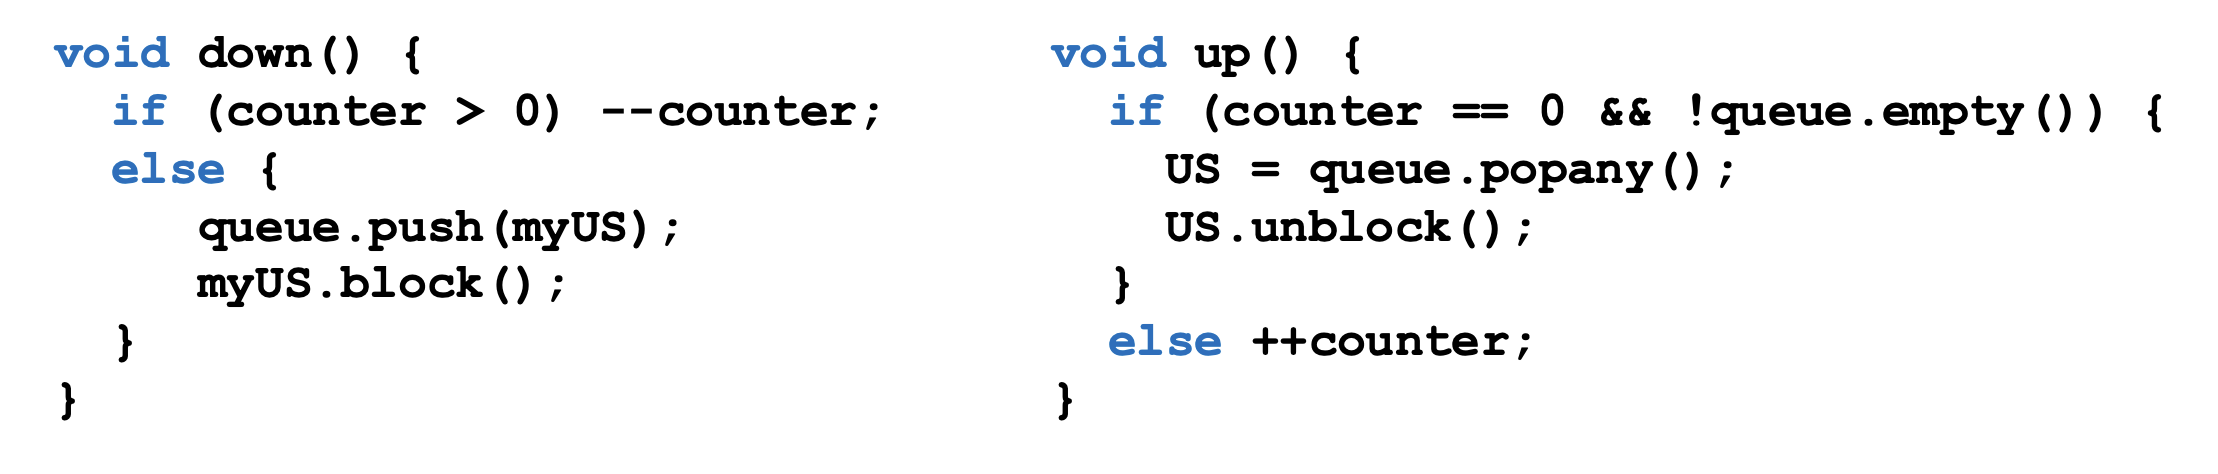 void down() {
  if (counter > 0) --counter;
  else {
     queue.push(myUS);
     myUS.block();
  }
}
void up() {
  if (counter == 0 && !queue.empty()) {
    US = queue.popany();
    US.unblock();
  }
  else ++counter;
}